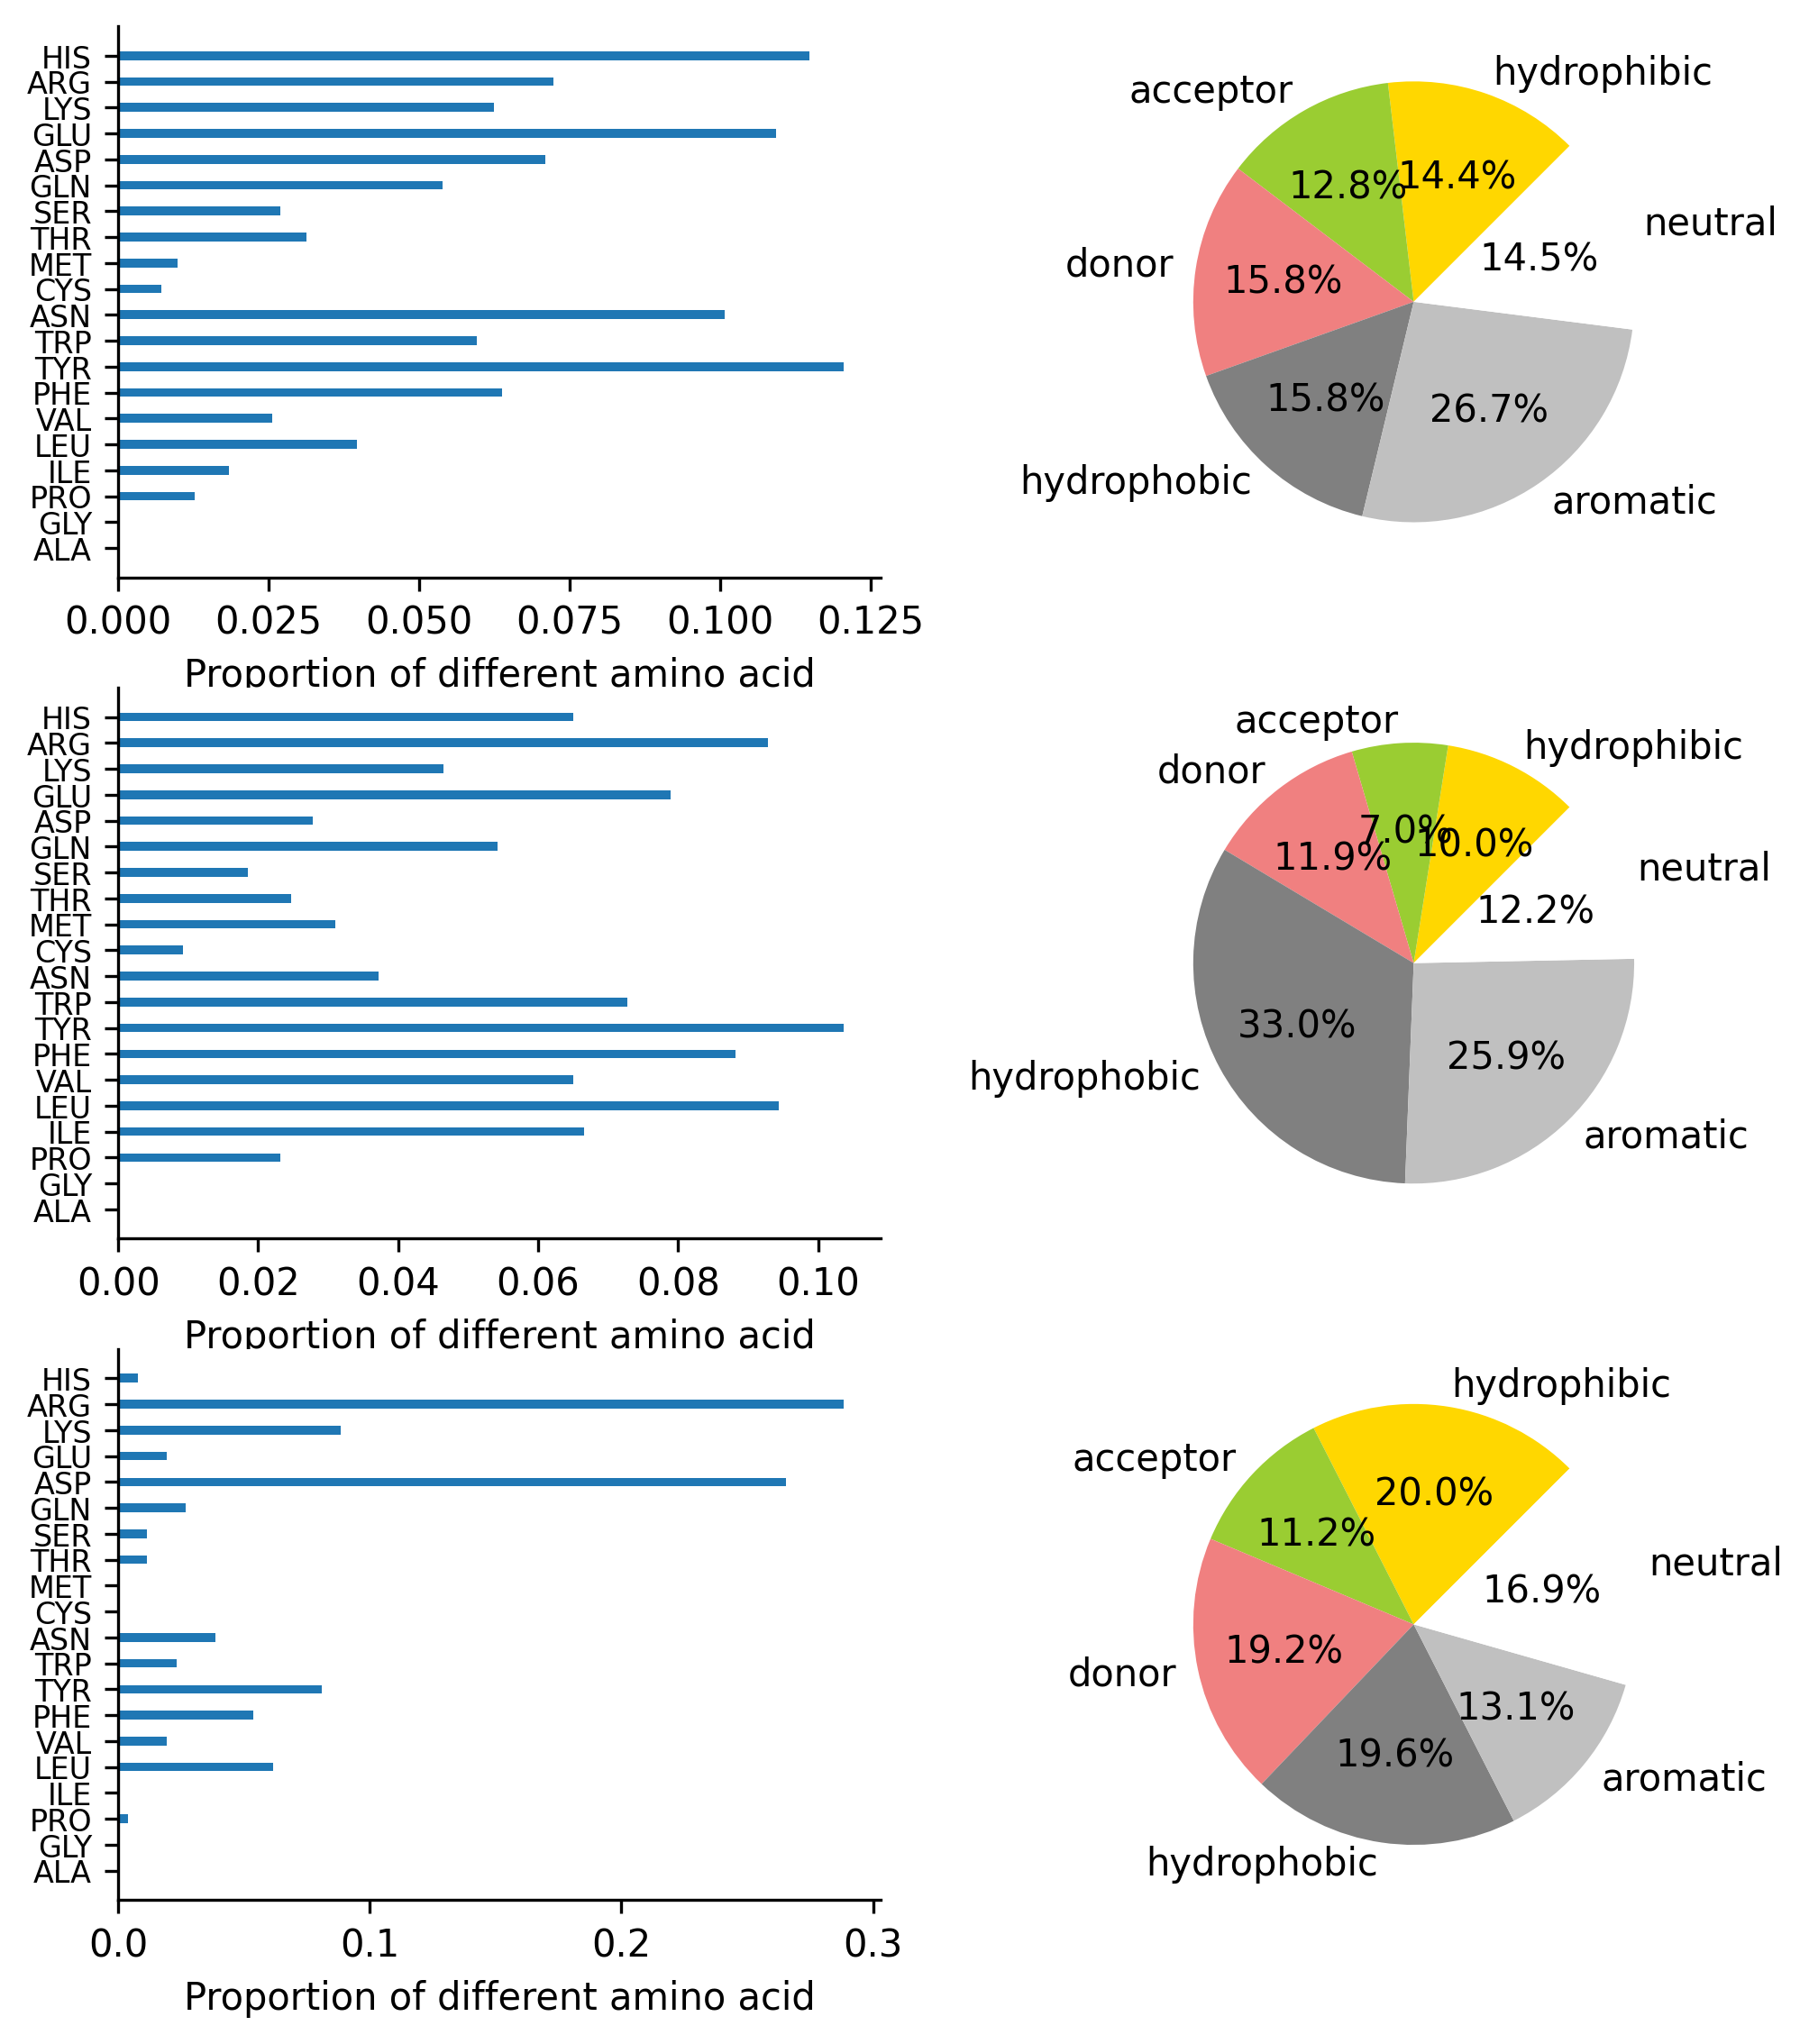 HIS
ARG
LYS
GLU
ASP
GLN
SER
THR
MET
CYS
ASN
TRP
TYR
PHE
VAL
LEU
ILE
PRO
GLY
ALA
0.000 0.025 0.050 0.075 0.100 0.125
Proportion of different amino acid
hydrophibic
acceptor
14.4%
12.8%
neutral
14.5%
donor
15.8%
15.8%
26.7%
hydrophobic
aromatic
HIS
ARG
LYS
GLU
ASP
GLN
SER
THR
MET
CYS
ASN
TRP
TYR
PHE
VAL
LEU
ILE
PRO
GLY
ALA
0.00 0.02 0.04 0.06 0.08 0.10
Proportion of different amino acid
acceptor
hydrophibic
donor
7.0%
10.0%
11.9%
neutral
12.2%
33.0%
25.9%
hydrophobic
aromatic
HIS
ARG
LYS
GLU
ASP
GLN
SER
THR
MET
CYS
ASN
TRP
TYR
PHE
VAL
LEU
ILE
PRO
GLY
ALA
0.0 0.1 0.2 0.3
Proportion of different amino acid
hydrophibic
acceptor
20.0%
11.2%
neutral
16.9%
donor
19.2%
13.1%
19.6%
aromatic
hydrophobic